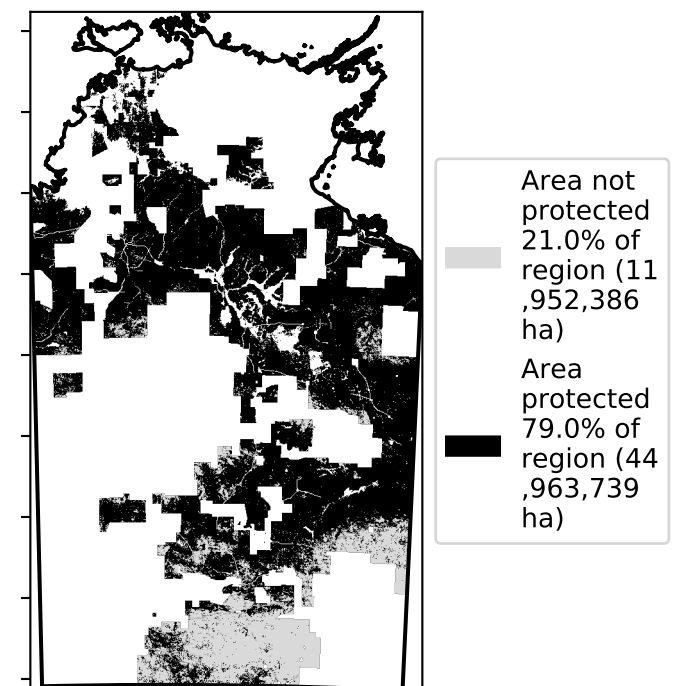 Area not
protected
21.0% of
region (11
,952,386
ha)
Area
protected
79.0% of
region (44
,963,739
ha)